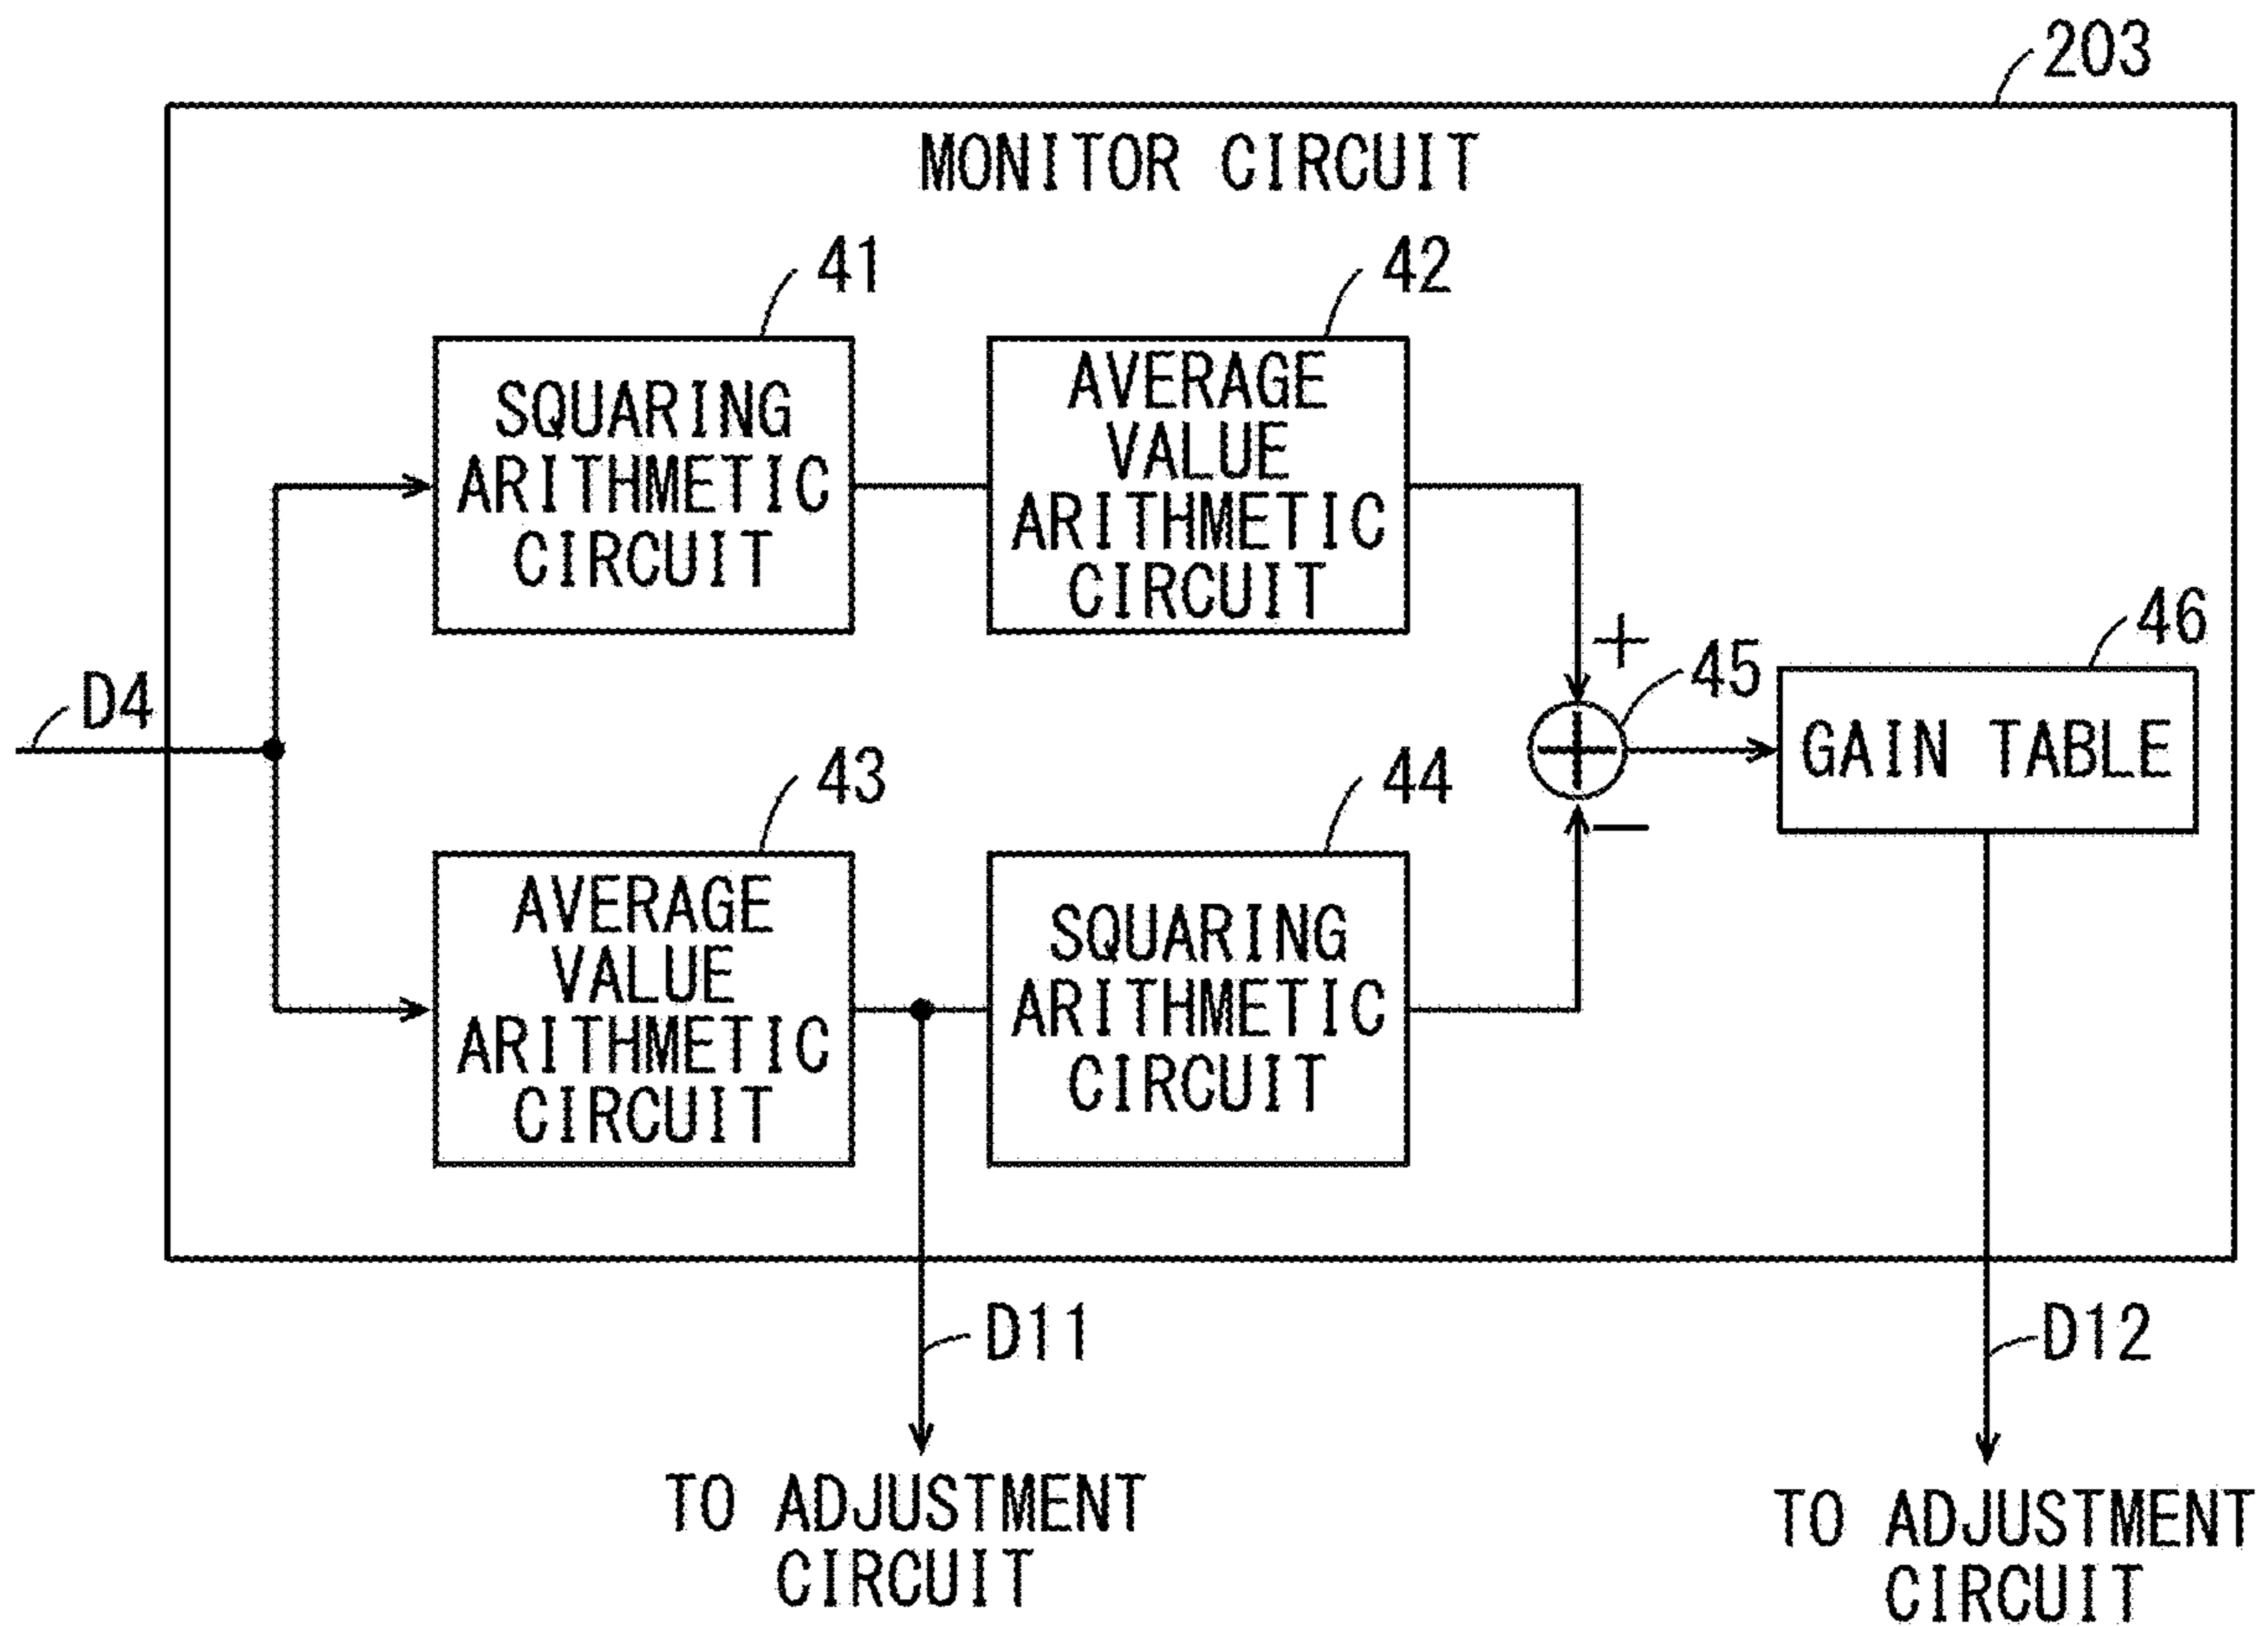 203
MONITOR CIRCUIT
41
42
SQUARING
ARITHMETIC
CIRCUIT
AVERAGE
VALUE
ARITHMETIC
CIRCUIT
D4
+
45
46
GAIN TABLE
43
44
−
AVERAGE
VALUE
ARITHMETIC
CIRCUIT
SQUARING
ARITHMETIC
CIRCUIT
D11
D12
TO ADJUSTMENT
CIRCUIT
TO ADJUSTMENT
CIRCUIT